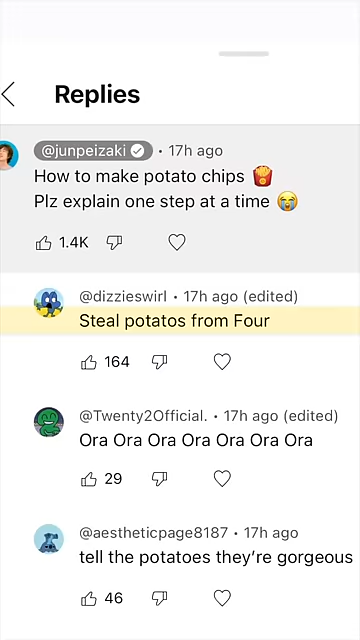 Replies
@junpeizaki • 17h ago
How to make potato chips 🍟
Plz explain one step at a time 😭
1.4K
@dizzieswirl • 17h ago (edited)
Steal potatos from Four
164
@Twenty2Official. • 17h ago (edited)
Ora Ora Ora Ora Ora Ora Ora
29
@aestheticpage8187 • 17h ago
tell the potatoes they're gorgeous
46